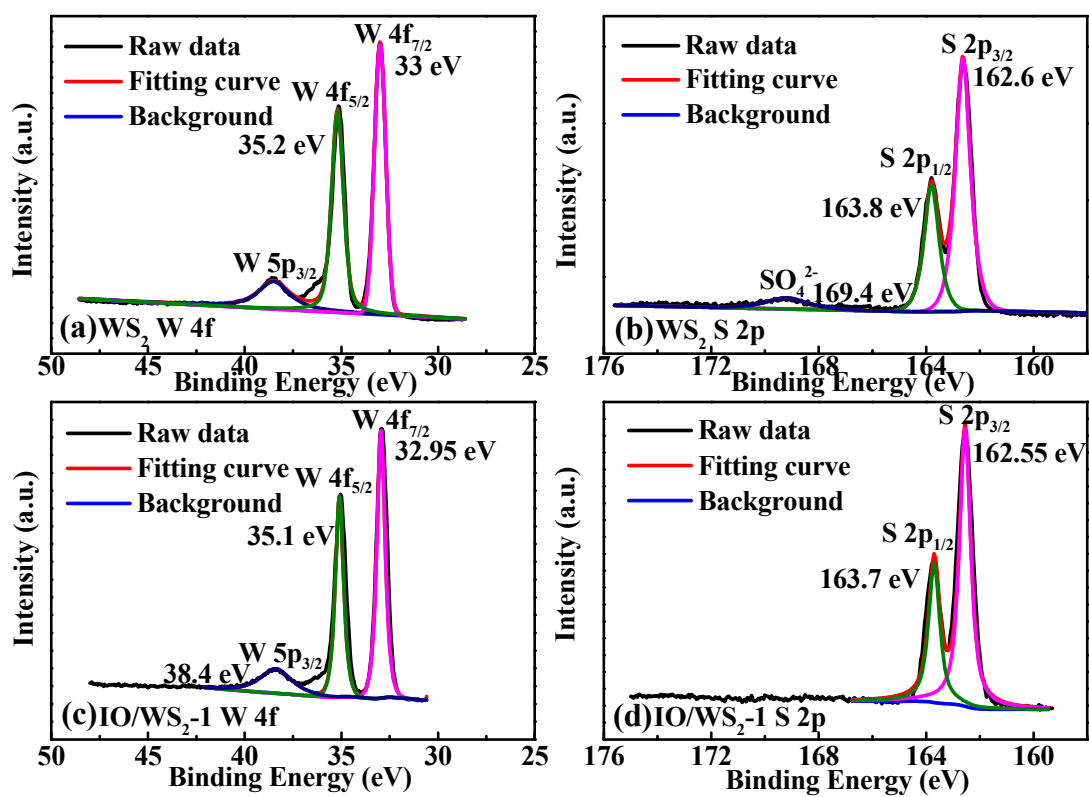 Intensity (a.u.)
Raw data
Fitting curve
Background
W 4f7/2
33 eV
W 4f5/2
35.2 eV
W 5p3/2
(a)WS2 W 4f
50 45 40 35 30 25
Binding Energy (eV)
Intensity (a.u.)
Raw data
Fitting curve
Background
S 2p3/2
162.6 eV
S 2p1/2
163.8 eV
SO4 2-
169.4 eV
(b)WS2 S 2p
176 172 168 164 160
Binding Energy (eV)
Intensity (a.u.)
Raw data
Fitting curve
Background
W 4f7/2
32.95 eV
W 4f5/2
35.1 eV
W 5p3/2
38.4 eV
(c)IO/WS2-1 W 4f
50 45 40 35 30 25
Binding Energy (eV)
Intensity (a.u.)
Raw data
Fitting curve
Background
S 2p3/2
162.55 eV
S 2p1/2
163.7 eV
(d)IO/WS2-1 S 2p
176 172 168 164 160
Binding Energy (eV)